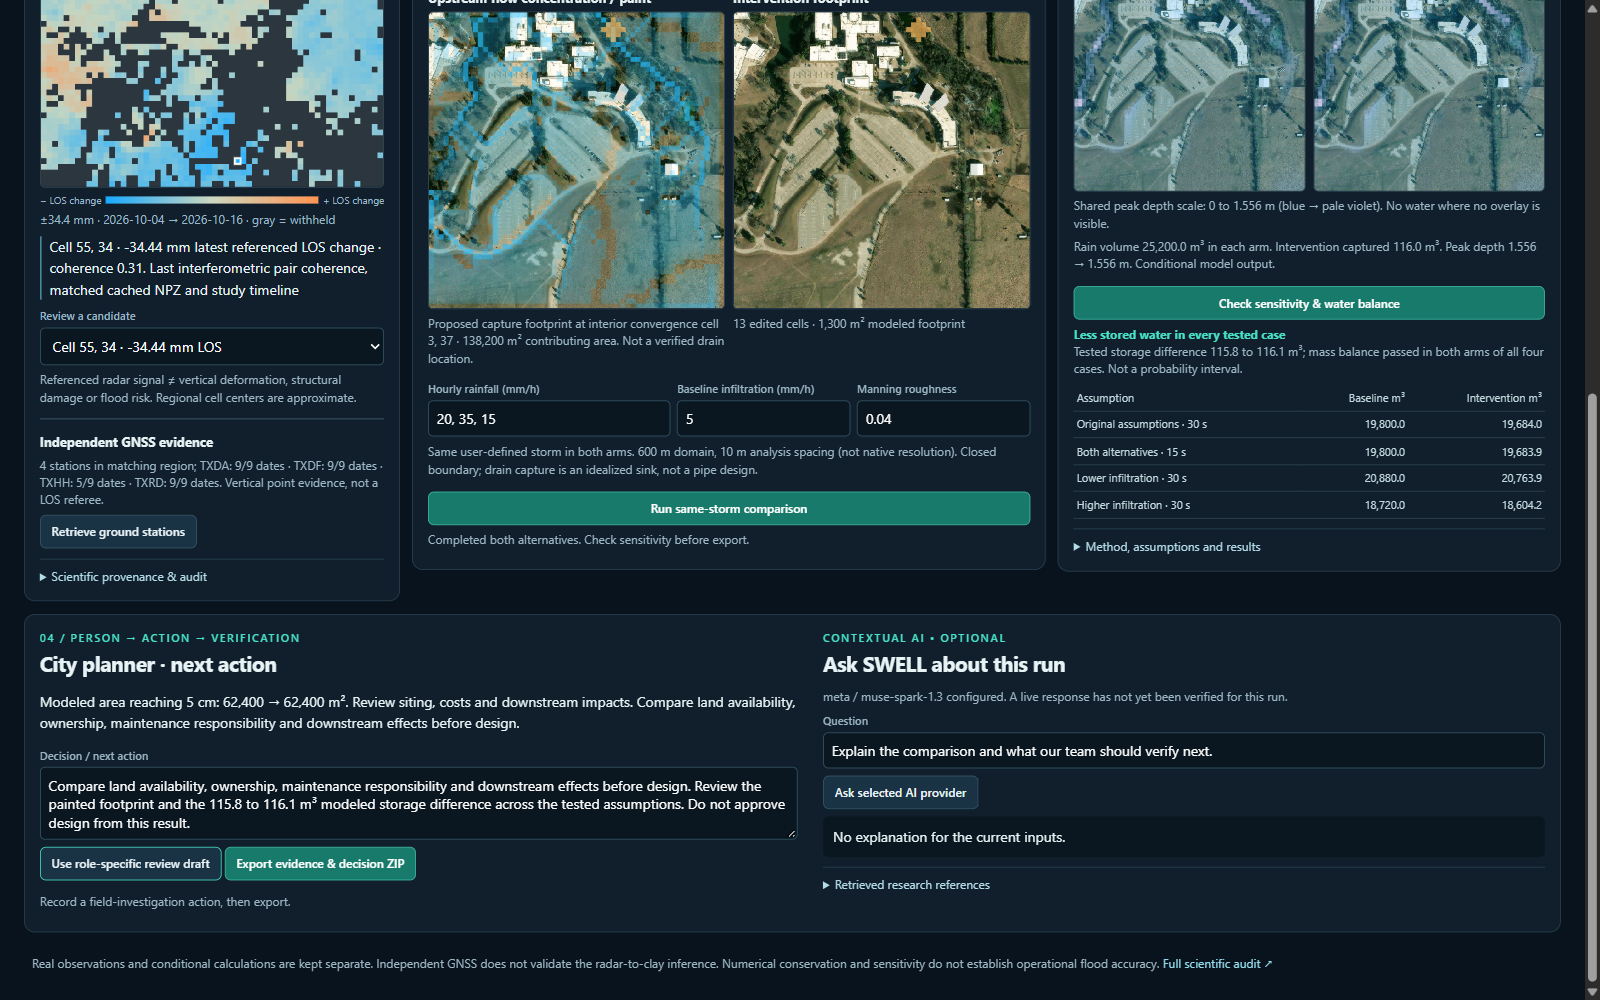 Upstream flow concentration / paint
Intervention footprint
− LOS change
+ LOS change
±34.4 mm · 2026-10-04 → 2026-10-16 · gray = withheld
Cell 55, 34 · -34.44 mm latest referenced LOS change ·
coherence 0.31. Last interferometric pair coherence,
matched cached NPZ and study timeline
Review a candidate
Cell 55, 34 · -34.44 mm LOS
Referenced radar signal ≠ vertical deformation, structural
damage or flood risk. Regional cell centers are approximate.
Independent GNSS evidence
4 stations in matching region; TXDA: 9/9 dates · TXDF: 9/9 dates ·
TXHH: 5/9 dates · TXRD: 9/9 dates. Vertical point evidence, not a
LOS referee.
Retrieve ground stations
▶ Scientific provenance & audit
Proposed capture footprint at interior convergence cell
3, 37 · 138,200 m² contributing area. Not a verified drain
location.
13 edited cells · 1,300 m² modeled footprint
Hourly rainfall (mm/h)
Baseline infiltration (mm/h)
Manning roughness
20, 35, 15
5
0.04
Same user-defined storm in both arms. 600 m domain, 10 m analysis spacing (not native resolution). Closed
boundary; drain capture is an idealized sink, not a pipe design.
Run same-storm comparison
Completed both alternatives. Check sensitivity before export.
Shared peak depth scale: 0 to 1.556 m (blue → pale violet). No water where no overlay is
visible.
Rain volume 25,200.0 m³ in each arm. Intervention captured 116.0 m³. Peak depth 1.556
→ 1.556 m. Conditional model output.
Check sensitivity & water balance
Less stored water in every tested case
Tested storage difference 115.8 to 116.1 m³; mass balance passed in both arms of all four
cases. Not a probability interval.
Assumption Baseline m³ Intervention m³
Original assumptions · 30 s 19,800.0 19,684.0
Both alternatives · 15 s 19,800.0 19,683.9
Lower infiltration · 30 s 20,880.0 20,763.9
Higher infiltration · 30 s 18,720.0 18,604.2
▶ Method, assumptions and results
04 / PERSON → ACTION → VERIFICATION
City planner · next action
Modeled area reaching 5 cm: 62,400 → 62,400 m². Review siting, costs and downstream impacts. Compare land availability,
ownership, maintenance responsibility and downstream effects before design.
Decision / next action
Compare land availability, ownership, maintenance responsibility and downstream effects before design. Review the
painted footprint and the 115.8 to 116.1 m³ modeled storage difference across the tested assumptions. Do not approve
design from this result.
Use role-specific review draft
Export evidence & decision ZIP
Record a field-investigation action, then export.
CONTEXTUAL AI • OPTIONAL
Ask SWELL about this run
meta / muse-spark-1.3 configured. A live response has not yet been verified for this run.
Question
Explain the comparison and what our team should verify next.
Ask selected AI provider
No explanation for the current inputs.
▶ Retrieved research references
Real observations and conditional calculations are kept separate. Independent GNSS does not validate the radar-to-clay inference. Numerical conservation and sensitivity do not establish operational flood accuracy. Full scientific audit ↗